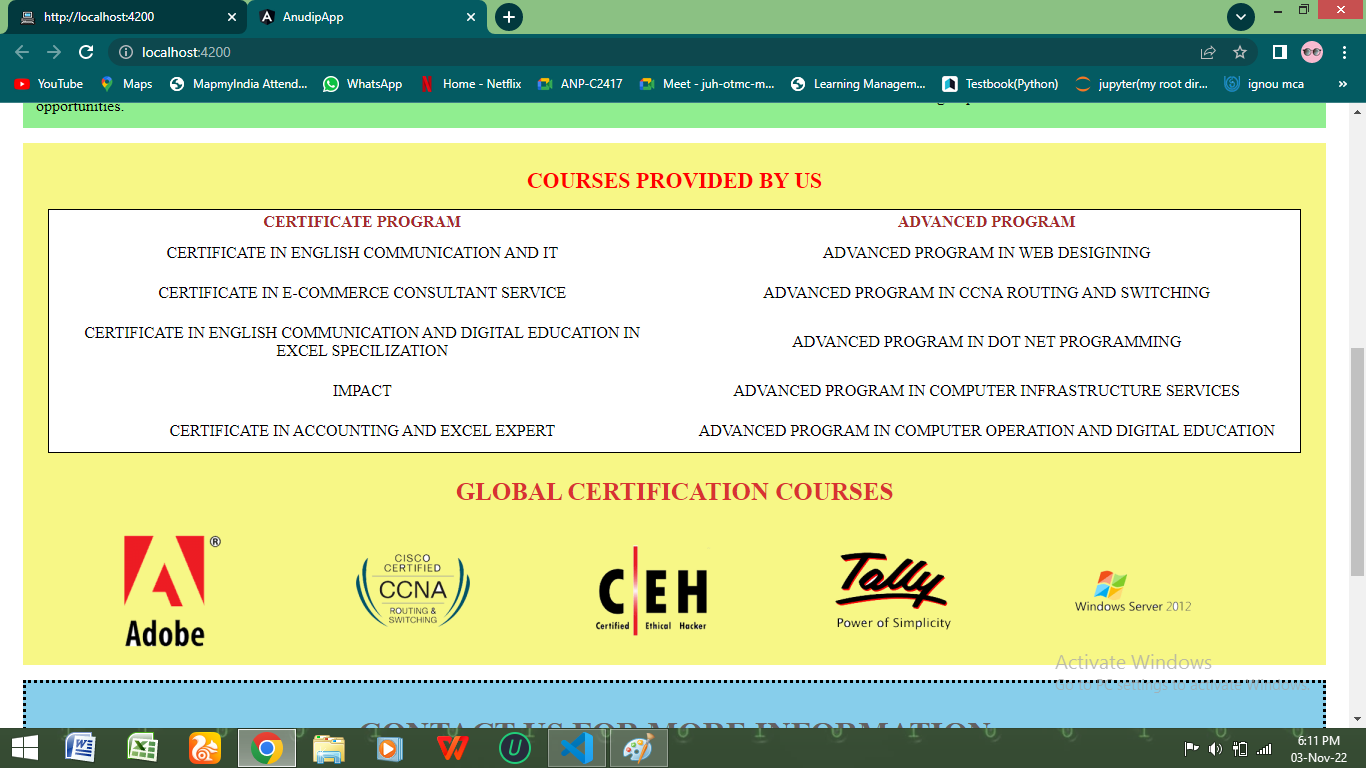 http://localhost:4200
AnudipApp
localhost:4200
YouTube
Maps
MapmyIndia Attend...
WhatsApp
Home - Netflix
ANP-C2417
Meet - juh-otmc-m...
Learning Managem...
Testbook(Python)
jupyter(my root dir...
ignou mca
»
opportunities.
COURSES PROVIDED BY US
CERTIFICATE PROGRAM ADVANCED PROGRAM
CERTIFICATE IN ENGLISH COMMUNICATION AND IT ADVANCED PROGRAM IN WEB DESIGINING
CERTIFICATE IN E-COMMERCE CONSULTANT SERVICE ADVANCED PROGRAM IN CCNA ROUTING AND SWITCHING
CERTIFICATE IN ENGLISH COMMUNICATION AND DIGITAL EDUCATION IN
EXCEL SPECILIZATION
ADVANCED PROGRAM IN DOT NET PROGRAMMING
IMPACT ADVANCED PROGRAM IN COMPUTER INFRASTRUCTURE SERVICES
CERTIFICATE IN ACCOUNTING AND EXCEL EXPERT ADVANCED PROGRAM IN COMPUTER OPERATION AND DIGITAL EDUCATION
GLOBAL CERTIFICATION COURSES
®
Adobe
CISCO
CERTIFIED
CCNA
ROUTING &
SWITCHING
C EH
Certified Ethical Hacker
Tally
Power of Simplicity
Windows Server 2012
Activate Windows
Go to PC settings to activate Windows.
CONTACT US FOR MORE INFORMATION
6:11 PM
03-Nov-22